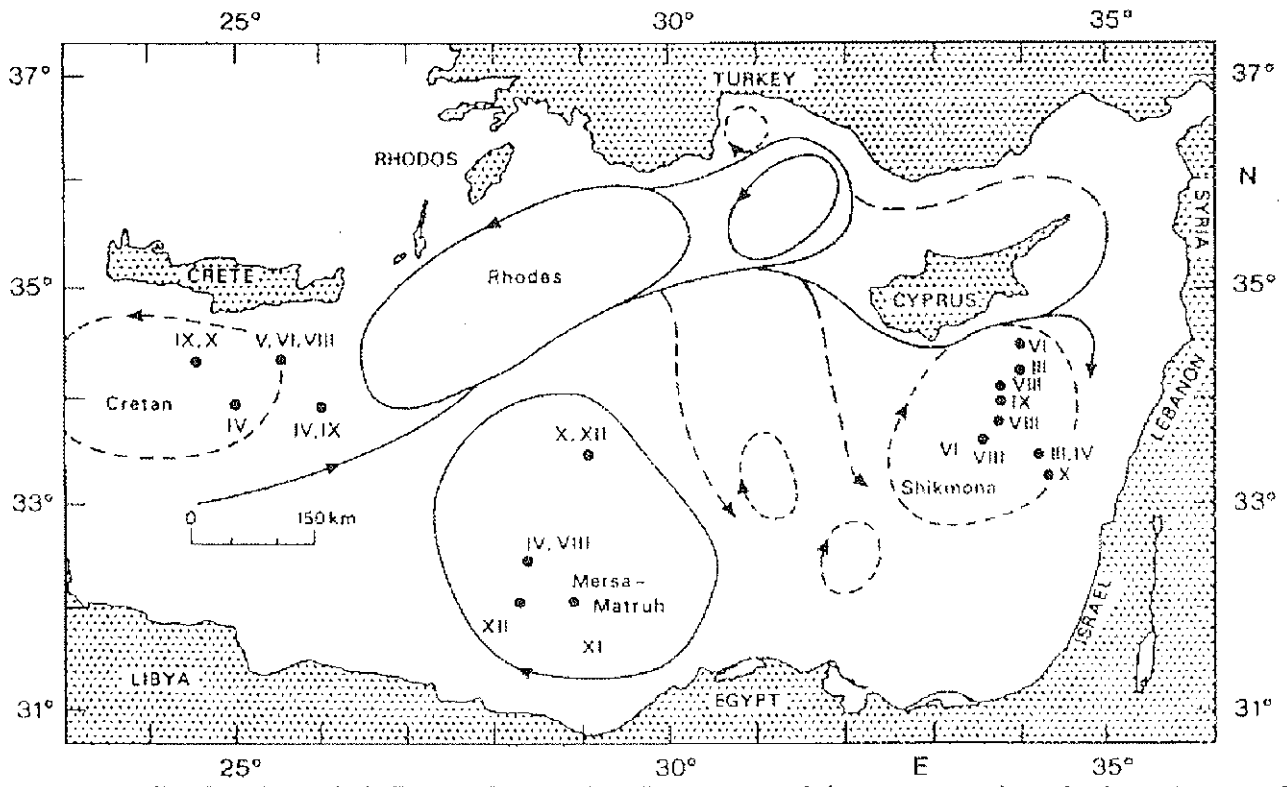 25° 30° 35°
37° 37°
TURKEY
RHODOS
N
SYRIA
CRETE
Rhodes
35° 35°
CYPRUS
IX, X V, VI, VIII
VI
III
VIII
LEBANON
Cretan
IX
IV IV, IX
VIII
X, XII
VI VIII III, IV
Shikmona X
33° 33°
0 150 km
IV, VIII
Mersa-
Matruh
XII
XI
ISRAEL
LIBYA
EGYPT
31° 31°
25° 30° E 35°